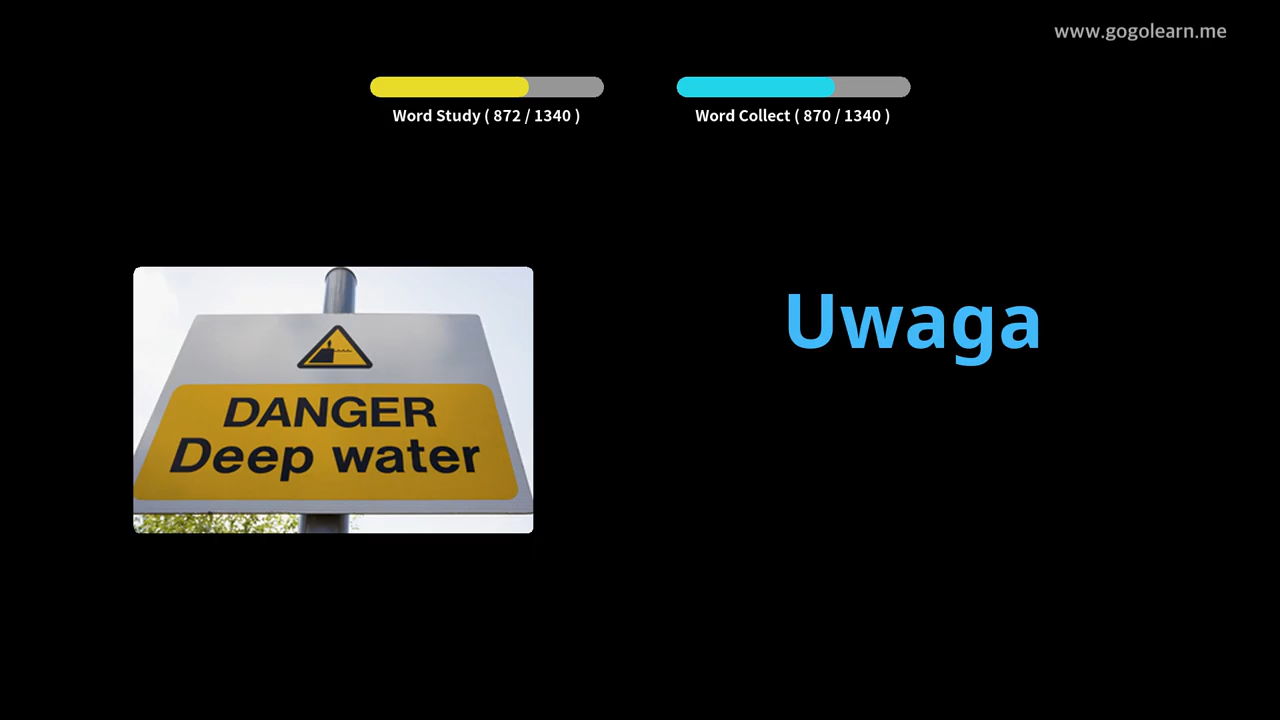 www.gogolearn.me
Word Study ( 872 / 1340 )
Word Collect ( 870 / 1340 )
DANGER
Deep water
Uwaga